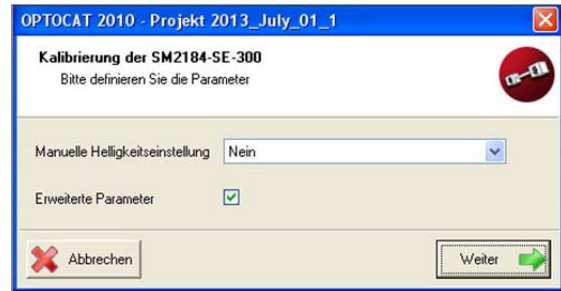 OPTOCAT 2010 - Projekt 2013_July_01_1
Kalibrierung der SM2184-SE-300
Bitte definieren Sie die Parameter
Manuelle Helligkeitseinstellung Nein
Erweiterte Parameter
Abbrechen Weiter